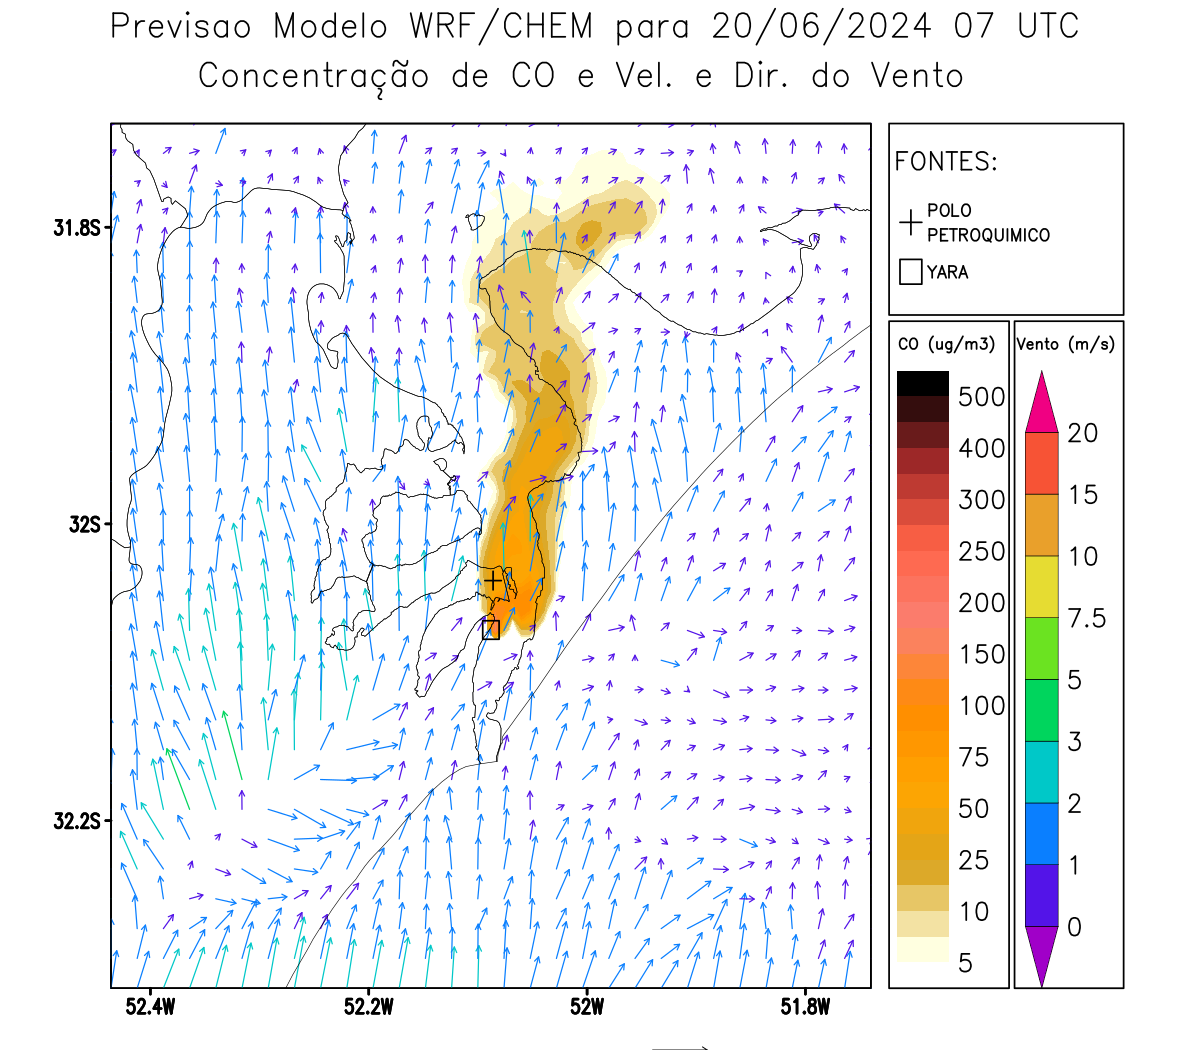 Previsao Modelo WRF/CHEM para 20/06/2024 07 UTC
Concentração de CO e Vel. e Dir. do Vento
FONTES:
POLO
PETROQUIMICO
YARA
CO (ug/m3)
500
400
300
250
200
150
100
75
50
25
10
5
Vento (m/s)
20
15
10
7.5
5
3
2
1
0
31.8S
32S
32.2S
52.4W 52.2W 52W 51.8W